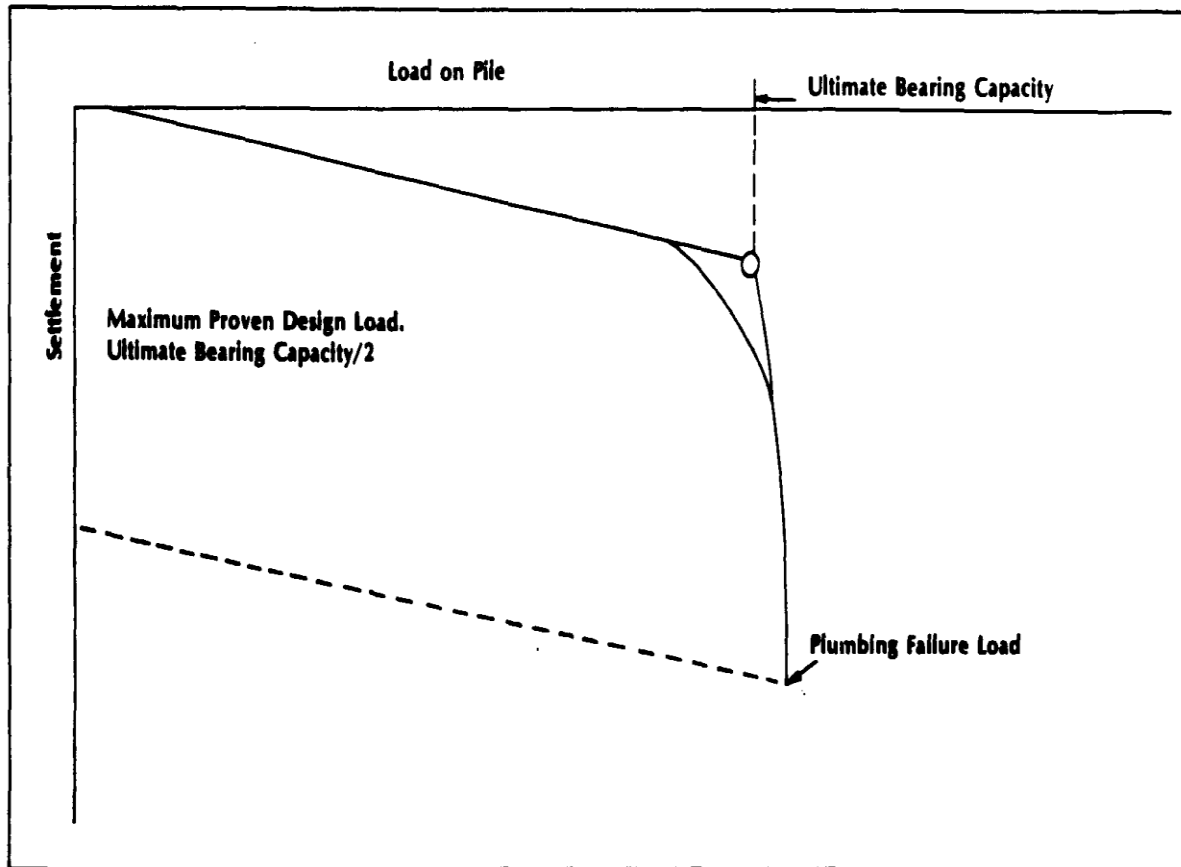 Load on Pile
Ultimate Bearing Capacity
Settlement
Maximum Proven Design Load.
Ultimate Bearing Capacity/2
Plumbing Failure Load